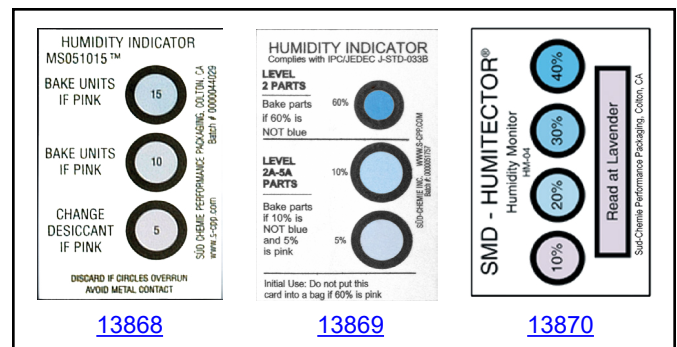 HUMIDITY INDICATOR
MS051015™
BAKE UNITS
IF PINK
15
BAKE UNITS
IF PINK
10
CHANGE
DESICCANT
IF PINK
5
SÜD CHEMIE PERFORMANCE PACKAGING, COLTON, CA
www.s-cpp.com
Batch # 0000044029
DISCARD IF CIRCLES OVERRUN
AVOID METAL CONTACT
13868
HUMIDITY INDICATOR
Complies with IPC/JEDEC J-STD-033B
LEVEL
2 PARTS
Bake parts
if 60% is
NOT blue
60%
LEVEL
2A-5A
PARTS
Bake parts
if 10% is
NOT blue
and 5%
is pink
10%
5%
SÜD-CHEMIE INC. WWW.S-CPP.COM
Initial Use: Do not put this
card into a bag if 60% is pink
13869
SMD - HUMITECTOR®
Humidity Monitor
HM-04
40%
30%
20%
10%
Read at Lavender
Sud-Chemie Performance Packaging, Colton, CA
13870